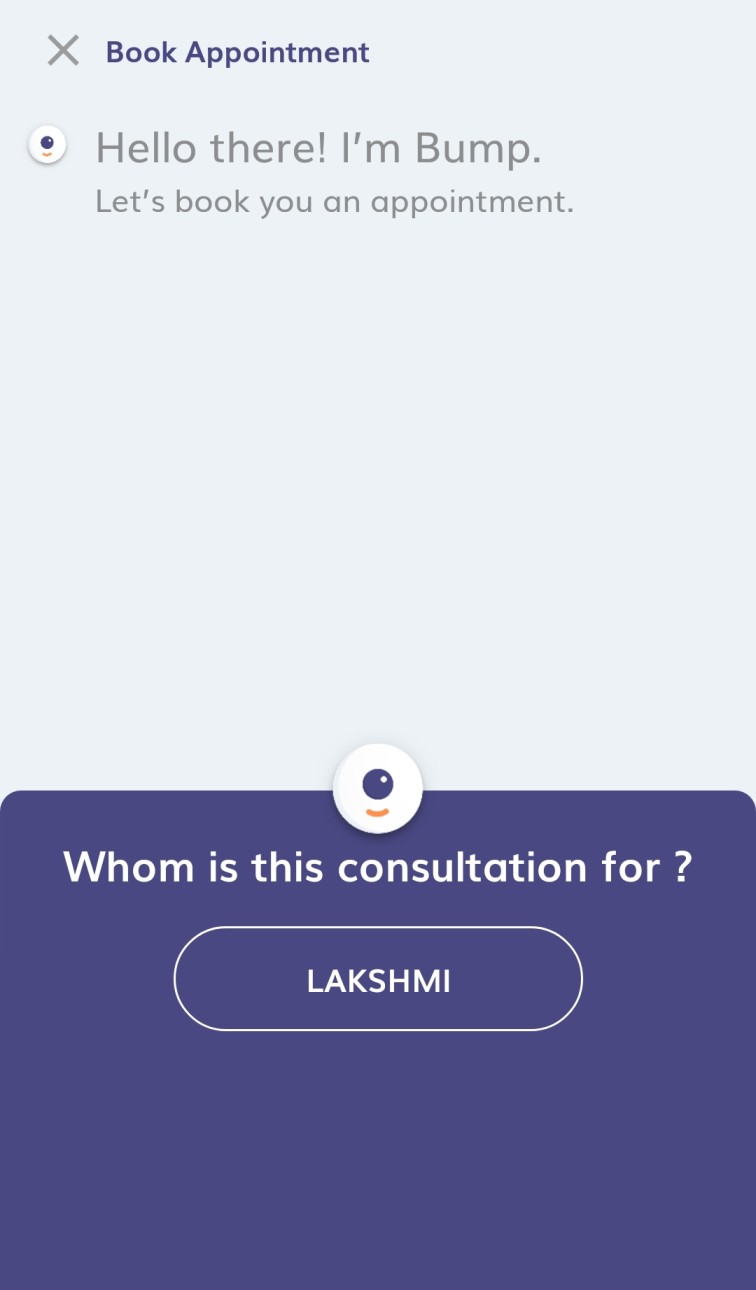 Book Appointment
Hello there! I’m Bump.
Let’s book you an appointment.
Whom is this consultation for ?
LAKSHMI